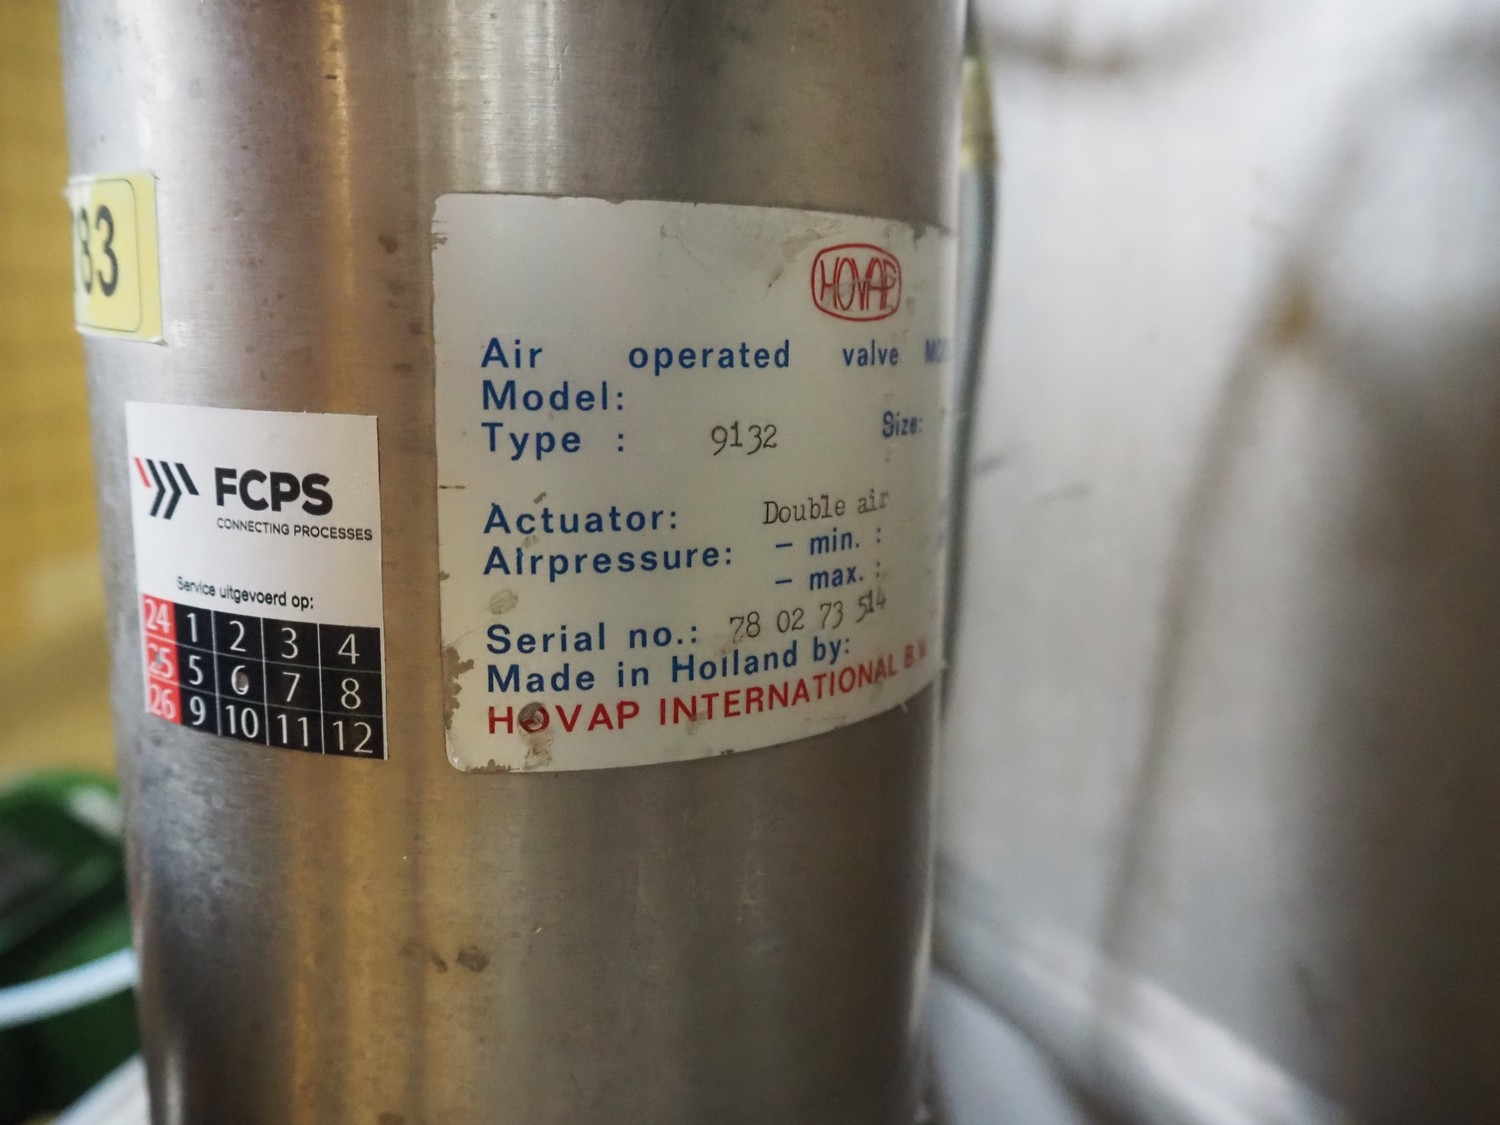 83
FCPS
CONNECTING PROCESSES
Service uitgevoerd op:
24 1 2 3 4
25 5 6 7 8
26 9 10 11 12
HOVAP
Air operated valve
Model:
Type : 9132 Size:
Actuator: Double air
Airpressure: – min. :
– max. :
Serial no.: 78 02 73 514
Made in Holland by:
HOVAP INTERNATIONAL B.V.